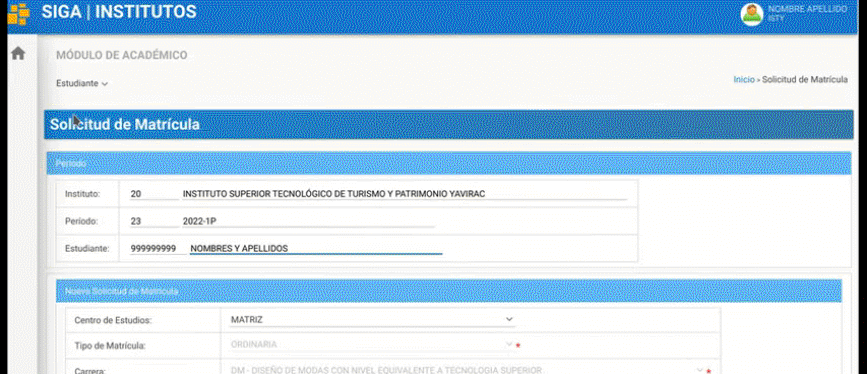 SIGA | INSTITUTOS
NOMBRE APELLIDO
ISTY
MÓDULO DE ACADÉMICO
Estudiante
Inicio » Solicitud de Matrícula
Solicitud de Matrícula
Período
Instituto: 20 INSTITUTO SUPERIOR TECNOLÓGICO DE TURISMO Y PATRIMONIO YAVIRAC
Período: 23 2022-1P
Estudiante: 999999999 NOMBRES Y APELLIDOS
Nueva Solicitud de Matrícula
Centro de Estudios: MATRIZ
Tipo de Matrícula: ORDINARIA *
Carrera: DM - DISEÑO DE MODAS CON NIVEL EQUIVALENTE A TECNOLOGIA SUPERIOR *